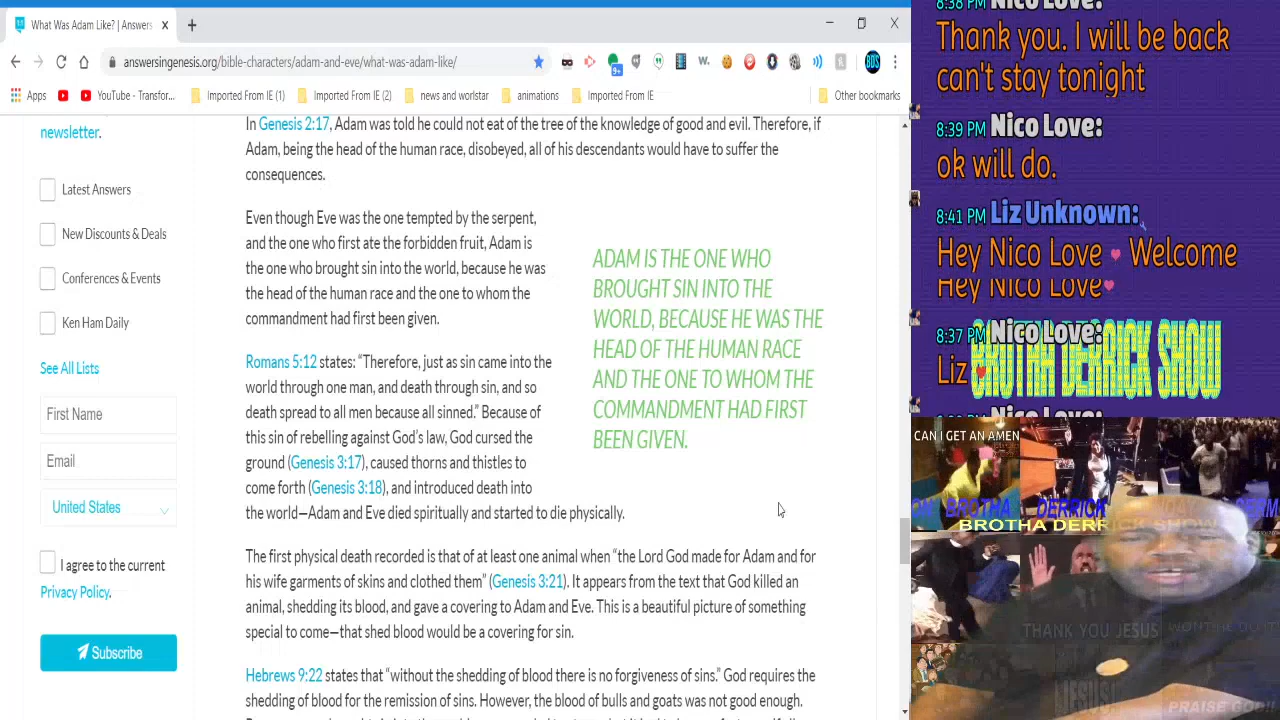 What Was Adam Like? | Answers
answersingenesis.org/bible-characters/adam-and-eve/what-was-adam-like/
9+
W.
BDS
Apps
YouTube - Transfor...
Imported From IE (1)
Imported From IE (2)
news and worlstar
animations
Imported From IE
Other bookmarks
newsletter.
Latest Answers
New Discounts & Deals
Conferences & Events
Ken Ham Daily
See All Lists
First Name
Email
United States
I agree to the current
Privacy Policy.
Subscribe
In Genesis 2:17, Adam was told he could not eat of the tree of the knowledge of good and evil. Therefore, if
Adam, being the head of the human race, disobeyed, all of his descendants would have to suffer the
consequences.
Even though Eve was the one tempted by the serpent,
and the one who first ate the forbidden fruit, Adam is
the one who brought sin into the world, because he was
the head of the human race and the one to whom the
commandment had first been given.
ADAM IS THE ONE WHO
BROUGHT SIN INTO THE
WORLD, BECAUSE HE WAS THE
HEAD OF THE HUMAN RACE
AND THE ONE TO WHOM THE
COMMANDMENT HAD FIRST
BEEN GIVEN.
Romans 5:12 states: “Therefore, just as sin came into the
world through one man, and death through sin, and so
death spread to all men because all sinned.” Because of
this sin of rebelling against God’s law, God cursed the
ground (Genesis 3:17), caused thorns and thistles to
come forth (Genesis 3:18), and introduced death into
the world—Adam and Eve died spiritually and started to die physically.
The first physical death recorded is that of at least one animal when “the Lord God made for Adam and for
his wife garments of skins and clothed them” (Genesis 3:21). It appears from the text that God killed an
animal, shedding its blood, and gave a covering to Adam and Eve. This is a beautiful picture of something
special to come—that shed blood would be a covering for sin.
Hebrews 9:22 states that “without the shedding of blood there is no forgiveness of sins.” God requires the
shedding of blood for the remission of sins. However, the blood of bulls and goats was not good enough.
8:38 PM Nico Love:
Thank you. I will be back
can't stay tonight
8:39 PM Nico Love:
ok will do.
8:41 PM Liz Unknown:
Hey Nico Love Welcome
Hey Nico Love
8:37 PM Nico Love:
Liz
BROTHA DERRICK SHOW
Nico Love:
CAN I GET AN AMEN
BROTHA DERRICK
BROTHA DERRICK SHOW
THANK YOU JESUS
PRAISE GOD!!